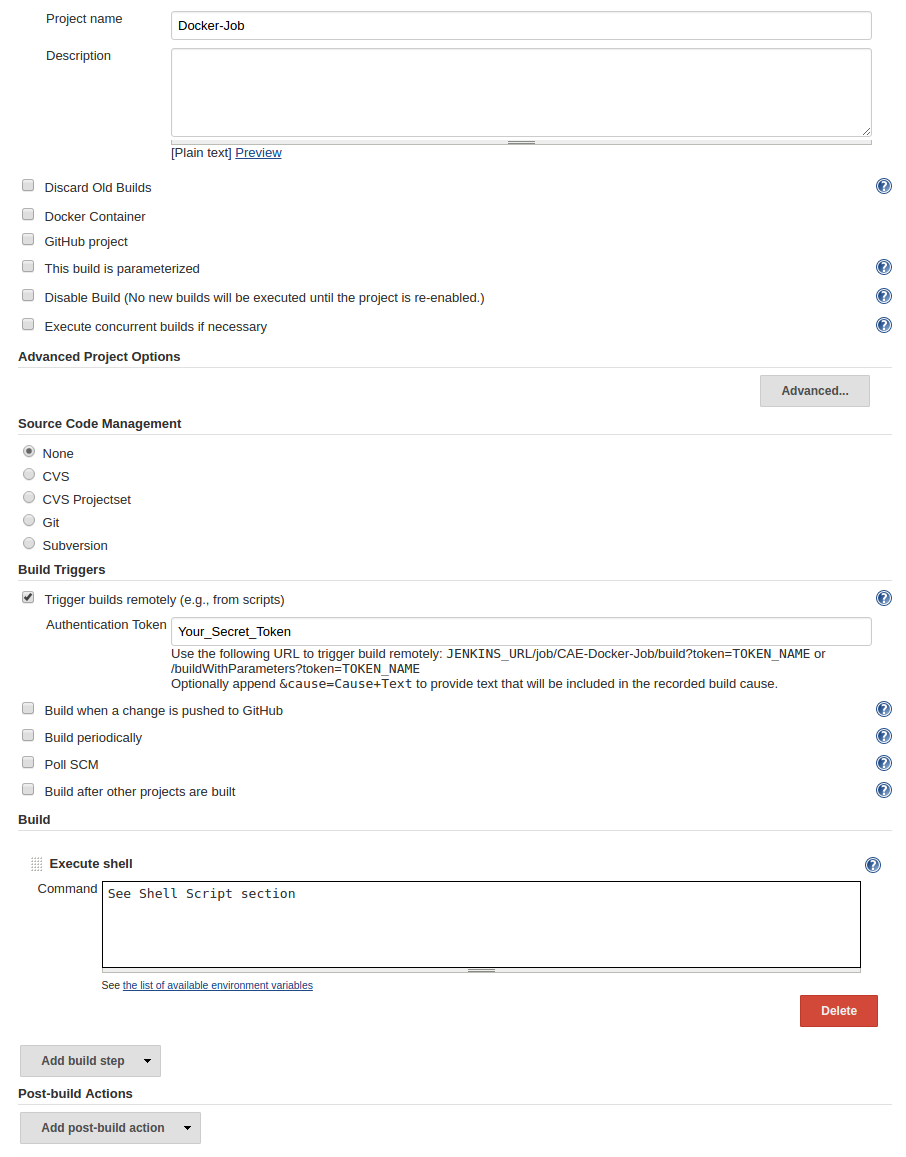 Project name
Docker-Job
Description
[Plain text] Preview
Discard Old Builds
Docker Container
GitHub project
This build is parameterized
Disable Build (No new builds will be executed until the project is re-enabled.)
Execute concurrent builds if necessary
Advanced Project Options
Advanced...
Source Code Management
None
CVS
CVS Projectset
Git
Subversion
Build Triggers
Trigger builds remotely (e.g., from scripts)
Authentication Token
Your_Secret_Token
Use the following URL to trigger build remotely: JENKINS_URL/job/CAE-Docker-Job/build?token=TOKEN_NAME or
/buildWithParameters?token=TOKEN_NAME
Optionally append &cause=Cause+Text to provide text that will be included in the recorded build cause.
Build when a change is pushed to GitHub
Build periodically
Poll SCM
Build after other projects are built
Build
Execute shell
Command
See Shell Script section
See the list of available environment variables
Delete
Add build step
Post-build Actions
Add post-build action